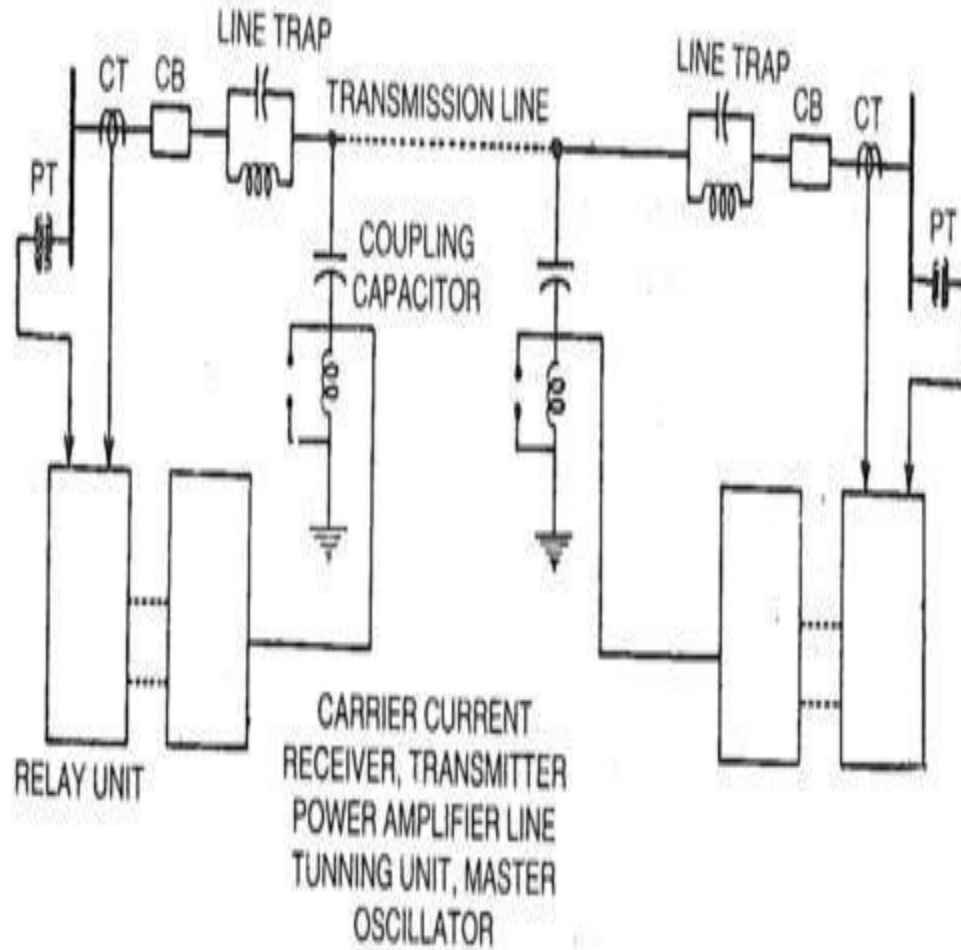 LINE TRAP
CT
CB
TRANSMISSION LINE
LINE TRAP
CB
CT
PT
PT
COUPLING
CAPACITOR
RELAY UNIT
CARRIER CURRENT
RECEIVER, TRANSMITTER
POWER AMPLIFIER LINE
TUNNING UNIT, MASTER
OSCILLATOR